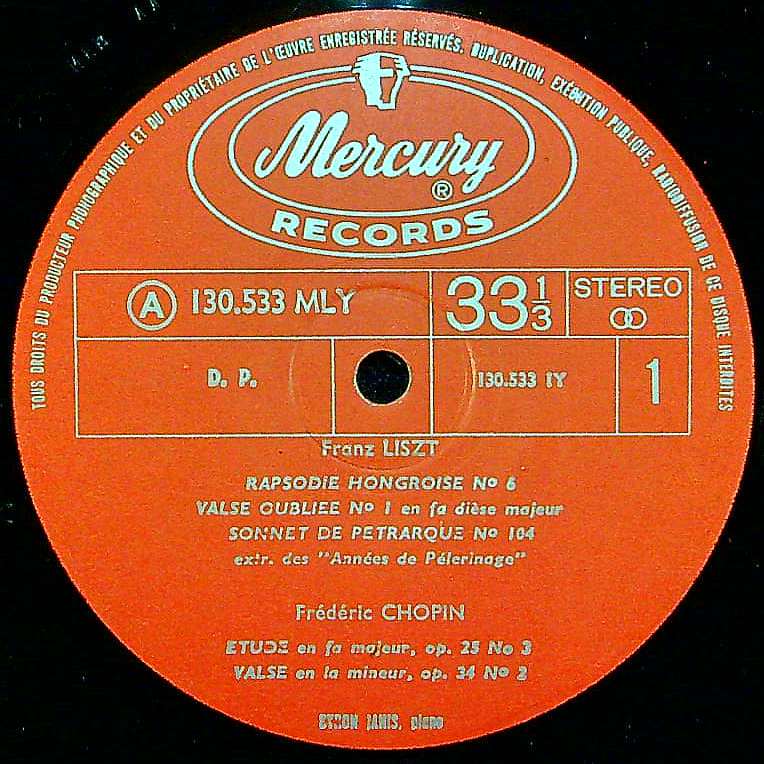 TOUS DROITS DU PRODUCTEUR PHONOGRAPHIQUE ET DU PROPRIÉTAIRE DE L'ŒUVRE ENREGISTRÉE RÉSERVÉS. DUPLICATION, EXÉCUTION PUBLIQUE, RADIODIFFUSION DE CE DISQUE INTERDITES
Mercury ®
RECORDS
A 130.533 MLY 33 1/3 STEREO
D. P. 130.533 IY 1
Franz LISZT
RAPSODIE HONGROISE No 6
VALSE OUBLIEE No 1 en fa dièse majeur
SONNET DE PETRARQUE No 104
extr. des "Années de Pélerinage"
Frédéric CHOPIN
ETUDE en fa majeur, op. 25 No 3
VALSE en la mineur, op. 34 No 2
BYRON JANIS, piano